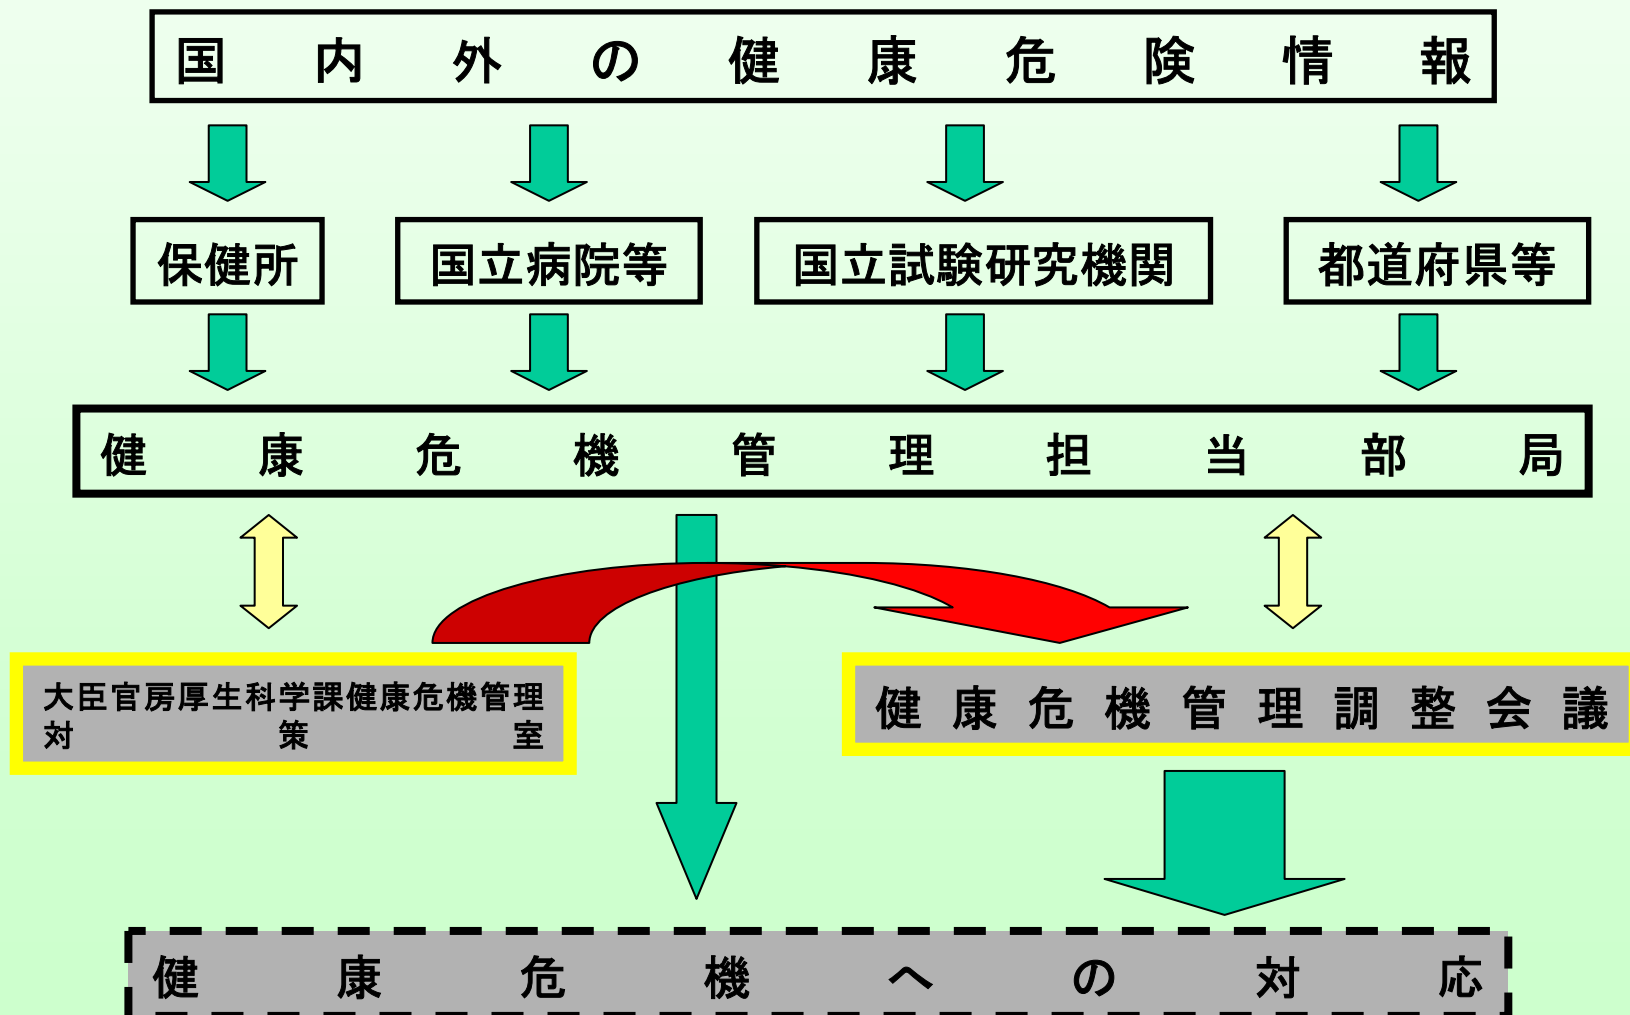 国内外の健康危険情報
保健所
国立病院等
国立試験研究機関
都道府県等
健康危機管理担当部局
大臣官房厚生科学課健康危機管理
対策室
健康危機管理調整会議
健康危機への対応